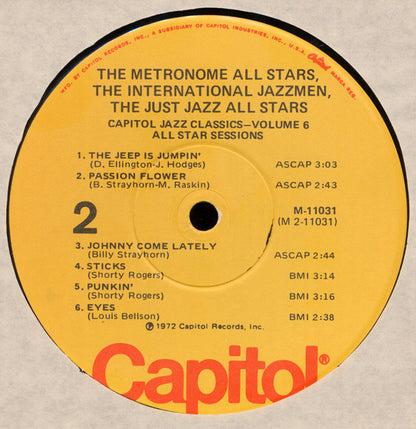 MFG. BY CAPITOL RECORDS, INC., A SUBSIDIARY OF CAPITOL INDUSTRIES, INC., U.S.A. Capitol MARCA REG.
THE METRONOME ALL STARS,
THE INTERNATIONAL JAZZMEN,
THE JUST JAZZ ALL STARS
CAPITOL JAZZ CLASSICS—VOLUME 6
ALL STAR SESSIONS
1. THE JEEP IS JUMPIN'
(D. Ellington-J. Hodges) ASCAP 3:03
2. PASSION FLOWER
(B. Strayhorn-M. Raskin) ASCAP 2:43
2 M-11031
(M 2-11031)
3. JOHNNY COME LATELY
(Billy Strayhorn) ASCAP 2:44
4. STICKS
(Shorty Rogers) BMI 3:14
5. PUNKIN'
(Shorty Rogers) BMI 3:16
6. EYES
(Louis Bellson) BMI 2:38
℗ 1972 Capitol Records, Inc.
Capitol®